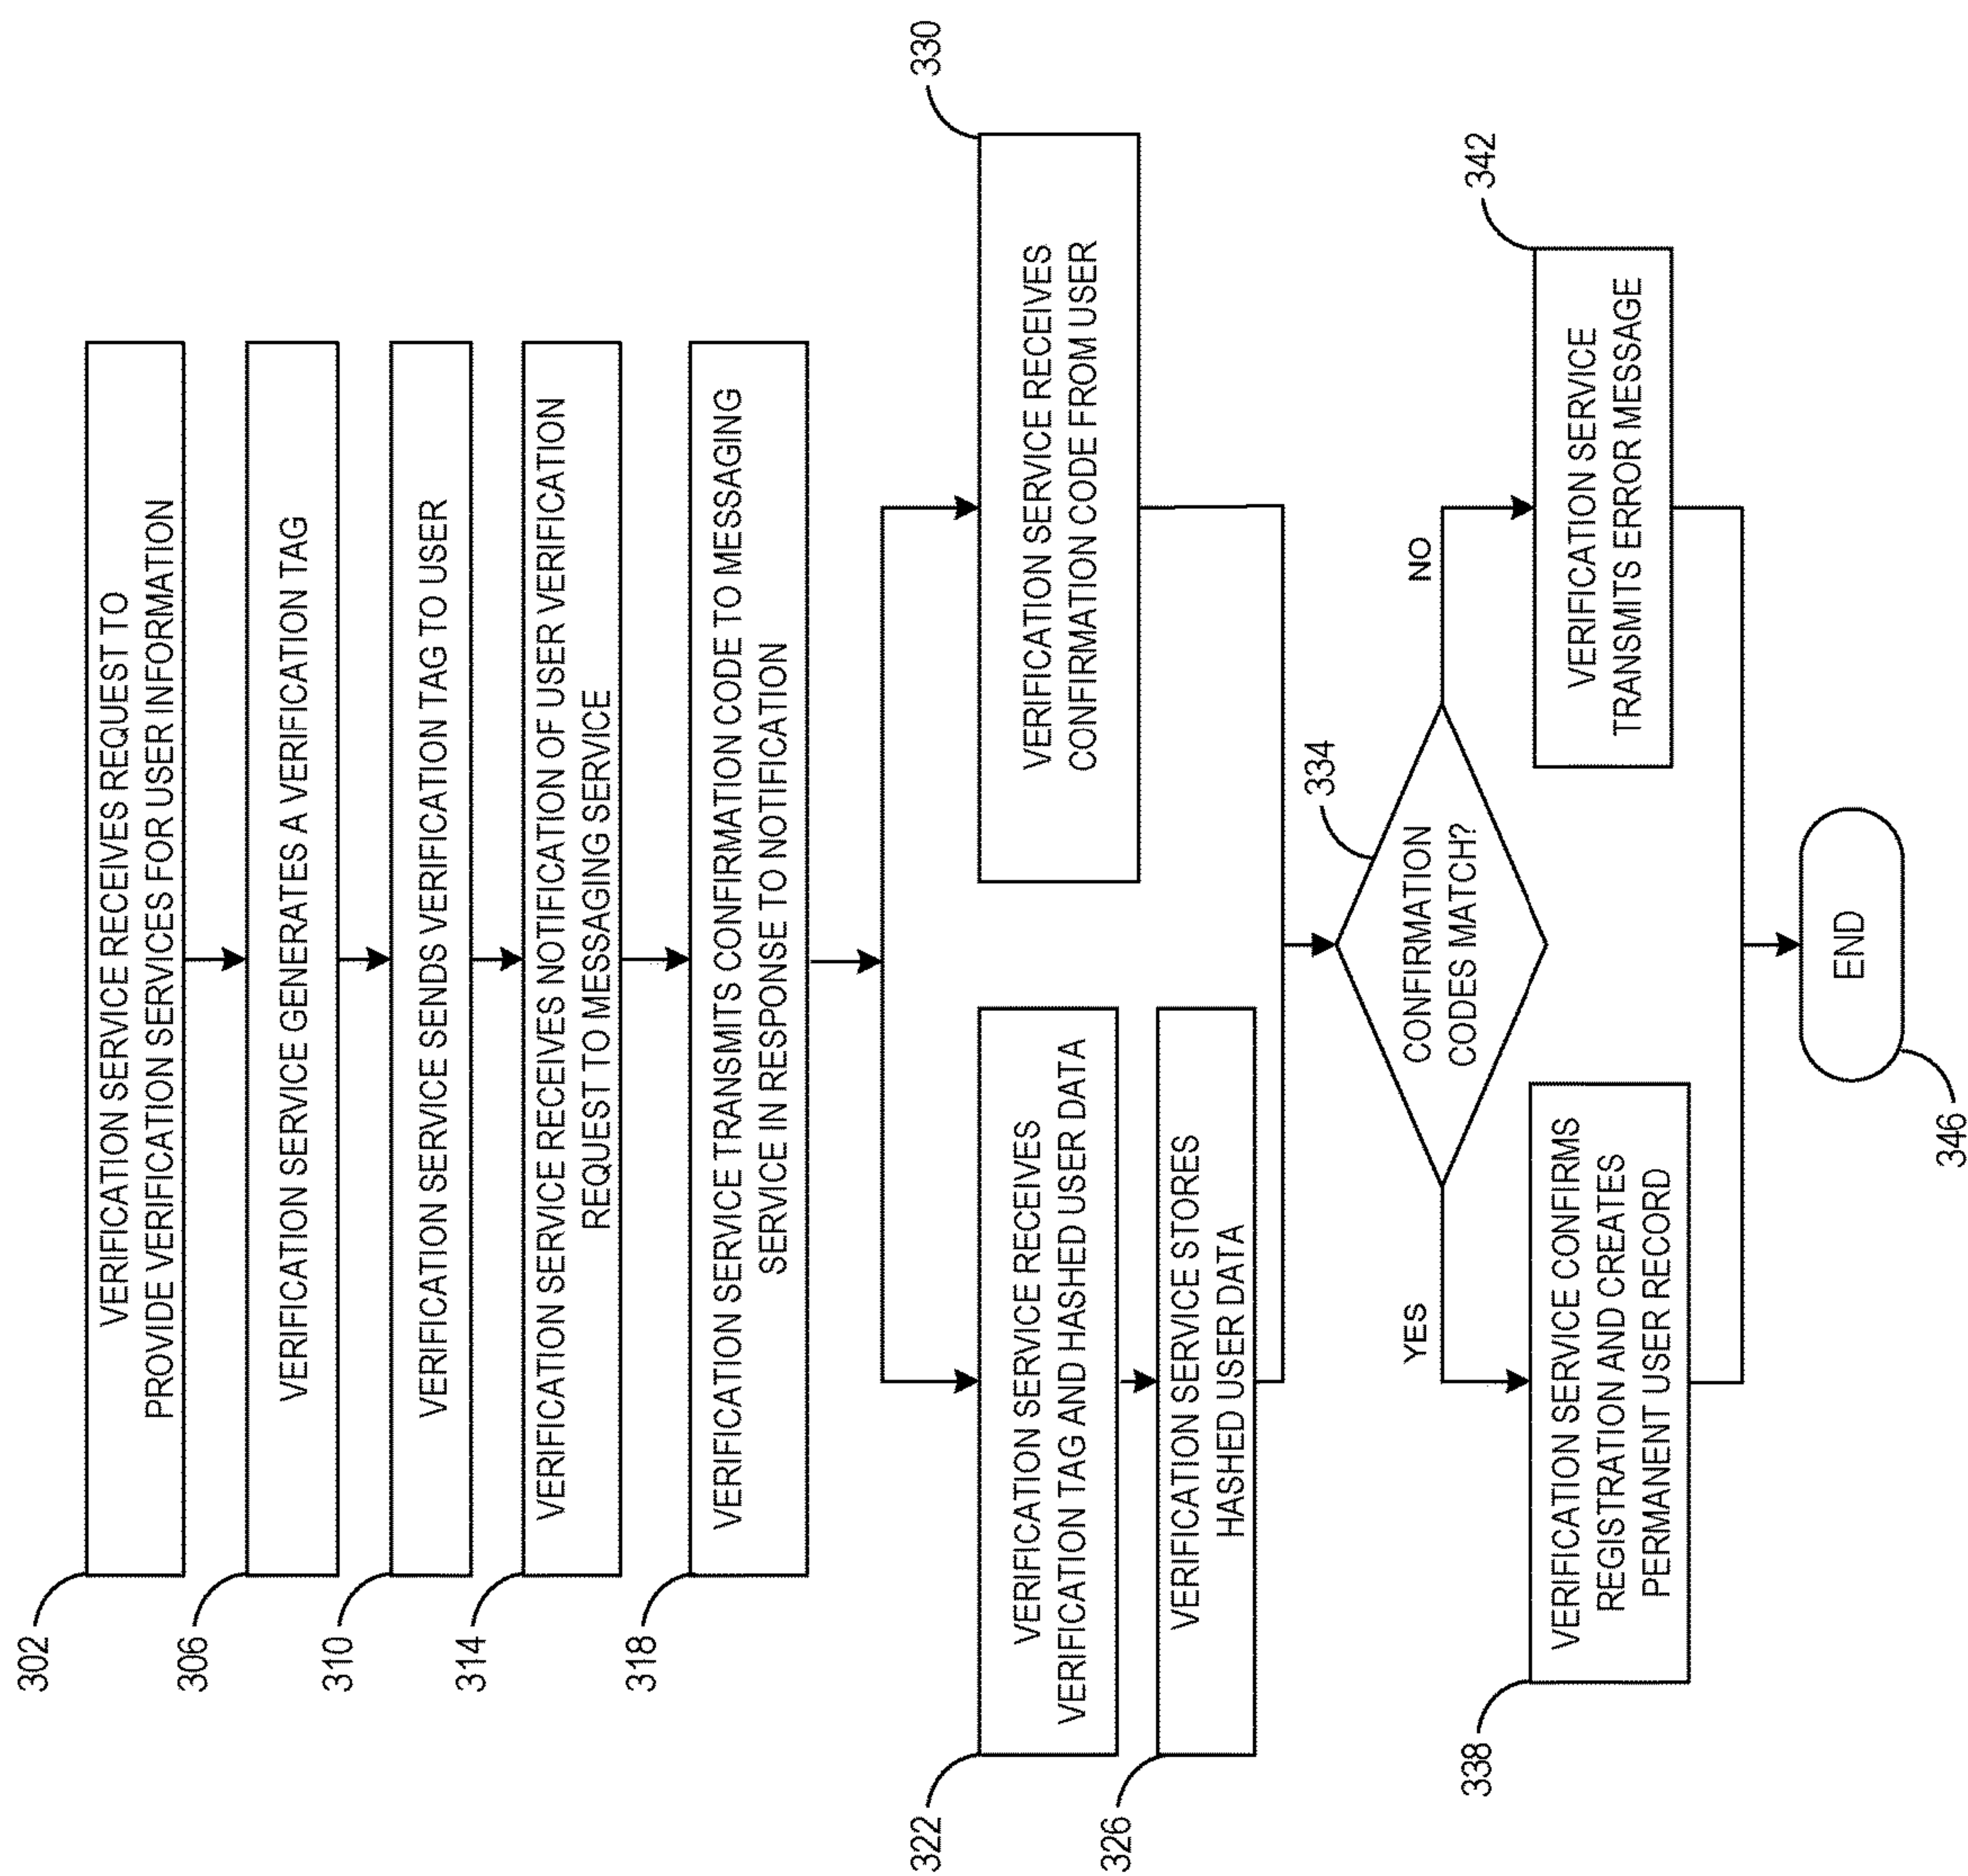 302
VERIFICATION SERVICE RECEIVES REQUEST TO
PROVIDE VERIFICATION SERVICES FOR USER INFORMATION
306
VERIFICATION SERVICE GENERATES A VERIFICATION TAG
310
VERIFICATION SERVICE SENDS VERIFICATION TAG TO USER
314
VERIFICATION SERVICE RECEIVES NOTIFICATION OF USER VERIFICATION
REQUEST TO MESSAGING SERVICE
318
VERIFICATION SERVICE TRANSMITS CONFIRMATION CODE TO MESSAGING
SERVICE IN RESPONSE TO NOTIFICATION
322
VERIFICATION SERVICE RECEIVES
VERIFICATION TAG AND HASHED USER DATA
326
VERIFICATION SERVICE STORES
HASHED USER DATA
330
VERIFICATION SERVICE RECEIVES
CONFIRMATION CODE FROM USER
334
CONFIRMATION
CODES MATCH?
YES
NO
338
VERIFICATION SERVICE CONFIRMS
REGISTRATION AND CREATES
PERMANENT USER RECORD
342
VERIFICATION SERVICE
TRANSMITS ERROR MESSAGE
END
346